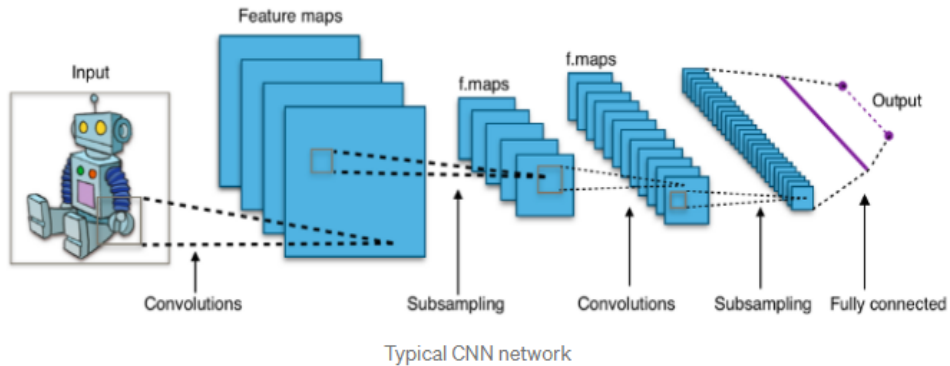 Feature maps
Input
f.maps
f.maps
Output
Convolutions
Subsampling
Convolutions
Subsampling
Fully connected
Typical CNN network